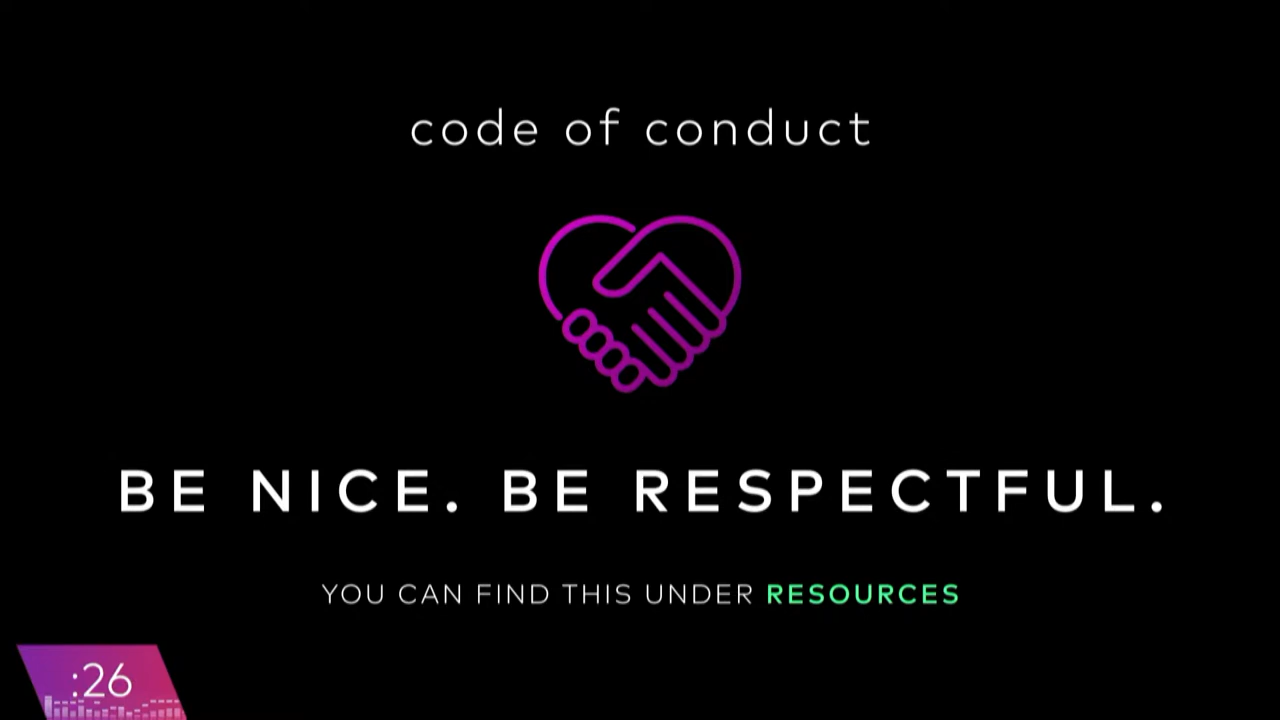 code of conduct
BE NICE. BE RESPECTFUL.
YOU CAN FIND THIS UNDER RESOURCES
:26